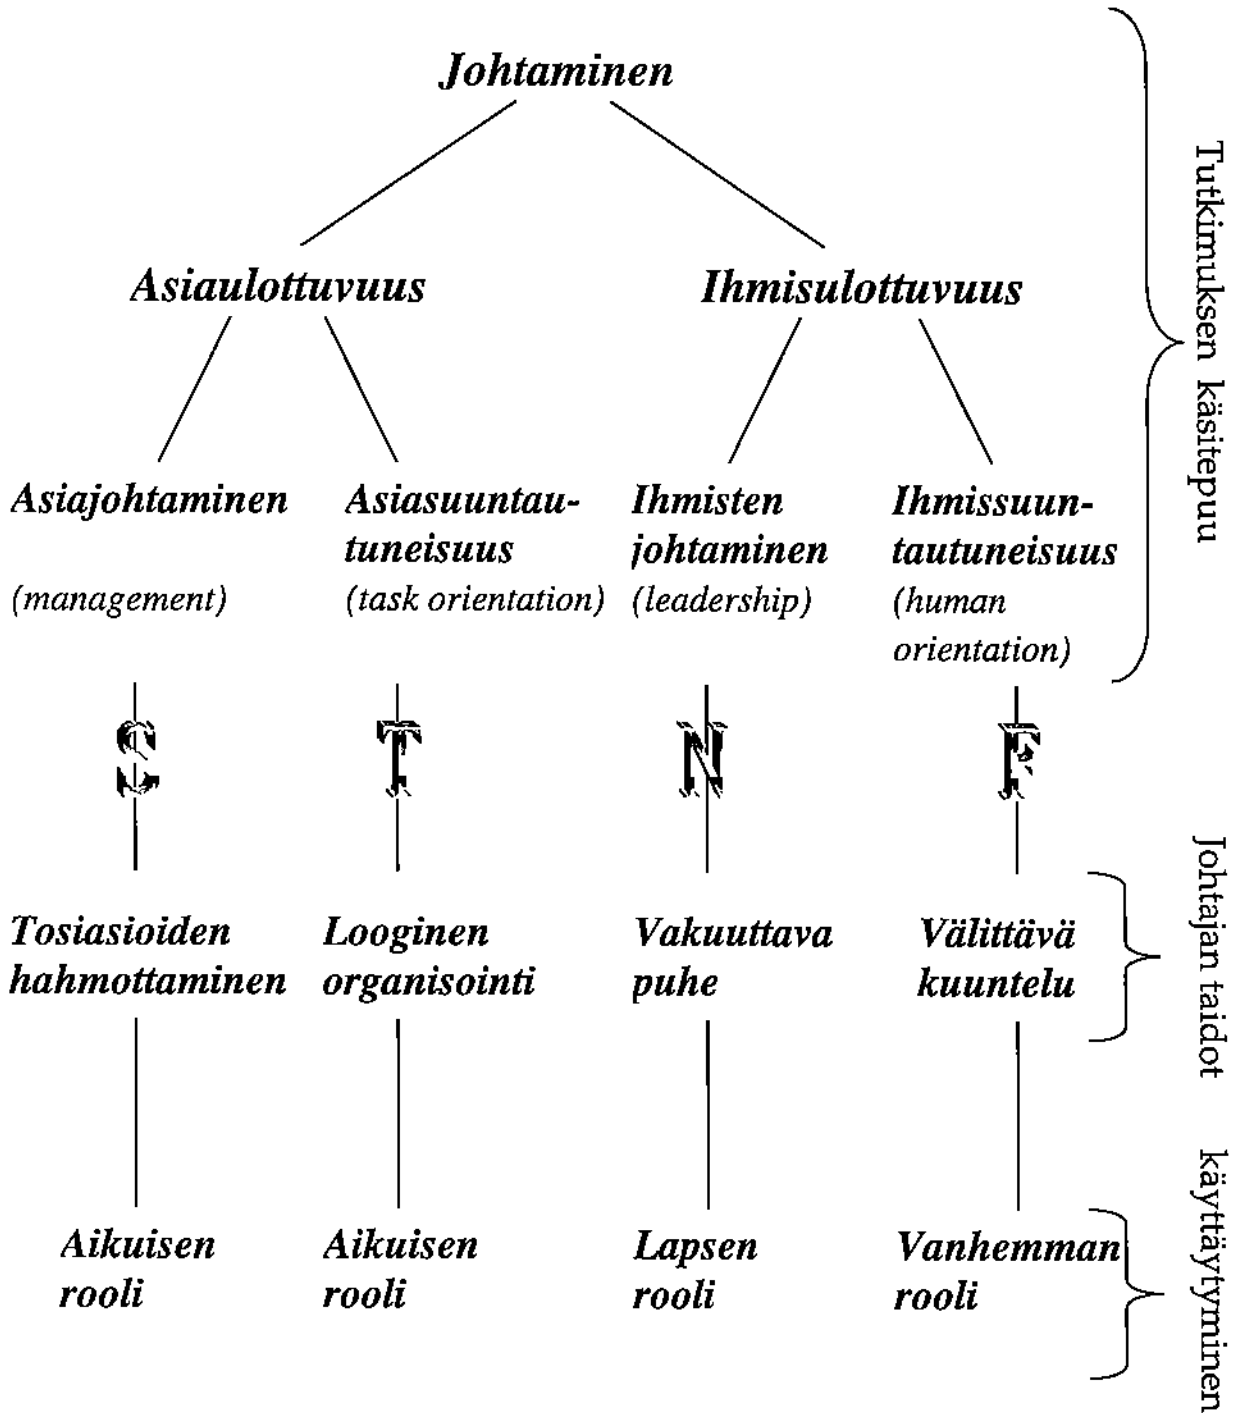 Johtaminen
Asiaulottuvuus
Ihmisulottuvuus
Asiajohtaminen
(management)
Asiasuuntau-
tuneisuus
(task orientation)
Ihmisten
johtaminen
(leadership)
Ihmissuun-
tautuneisuus
(human
orientation)
Tutkimuksen käsitepuu
S
T
N
F
Tosiasioiden
hahmottaminen
Looginen
organisointi
Vakuuttava
puhe
Välittävä
kuuntelu
Johtajan taidot
Aikuisen
rooli
Aikuisen
rooli
Lapsen
rooli
Vanhemman
rooli
käyttäytyminen